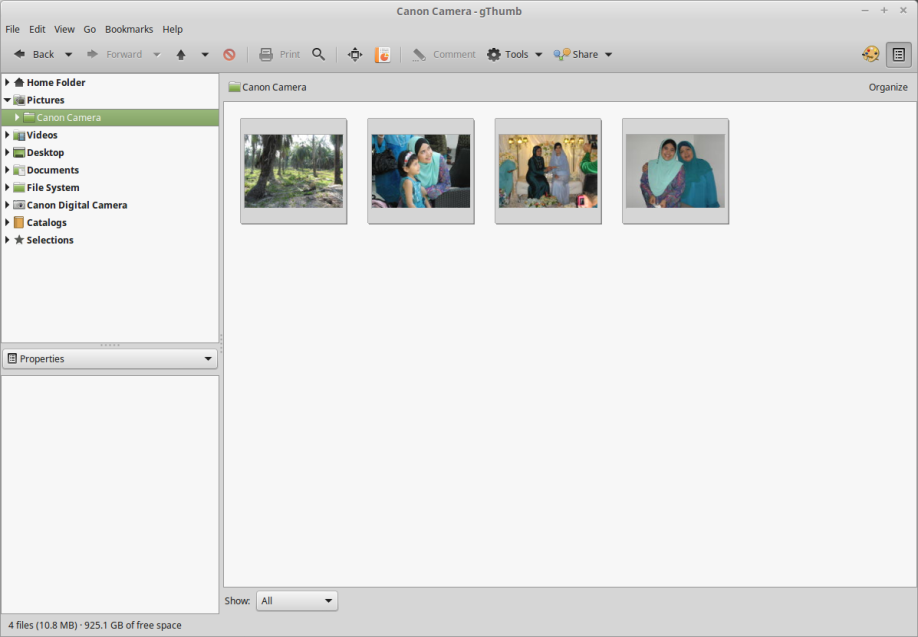 Canon Camera - gThumb
File Edit View Go Bookmarks Help
Back Forward Print Comment Tools Share
Home Folder
Pictures
Canon Camera
Videos
Desktop
Documents
File System
Canon Digital Camera
Catalogs
Selections
Properties
Canon Camera Organize
Show: All
4 files (10.8 MB) · 925.1 GB of free space